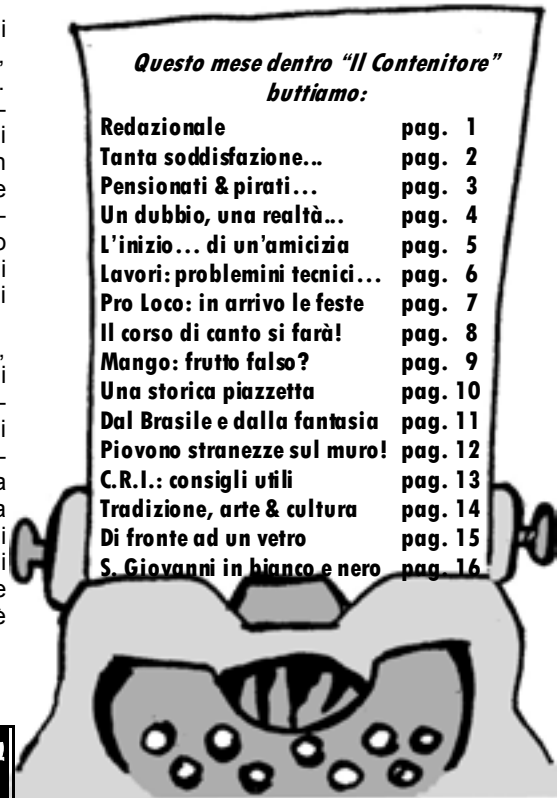 Questo mese dentro “Il Contenitore”
buttiamo:
Redazionale pag. 1
Tanta soddisfazione... pag. 2
Pensionati & pirati… pag. 3
Un dubbio, una realtà... pag. 4
L’inizio… di un’amicizia pag. 5
Lavori: problemini tecnici… pag. 6
Pro Loco: in arrivo le feste pag. 7
Il corso di canto si farà! pag. 8
Mango: frutto falso? pag. 9
Una storica piazzetta pag. 10
Dal Brasile e dalla fantasia pag. 11
Piovono stranezze sul muro! pag. 12
C.R.I.: consigli utili pag. 13
Tradizione, arte & cultura pag. 14
Di fronte ad un vetro pag. 15
S. Giovanni in bianco e nero pag. 16